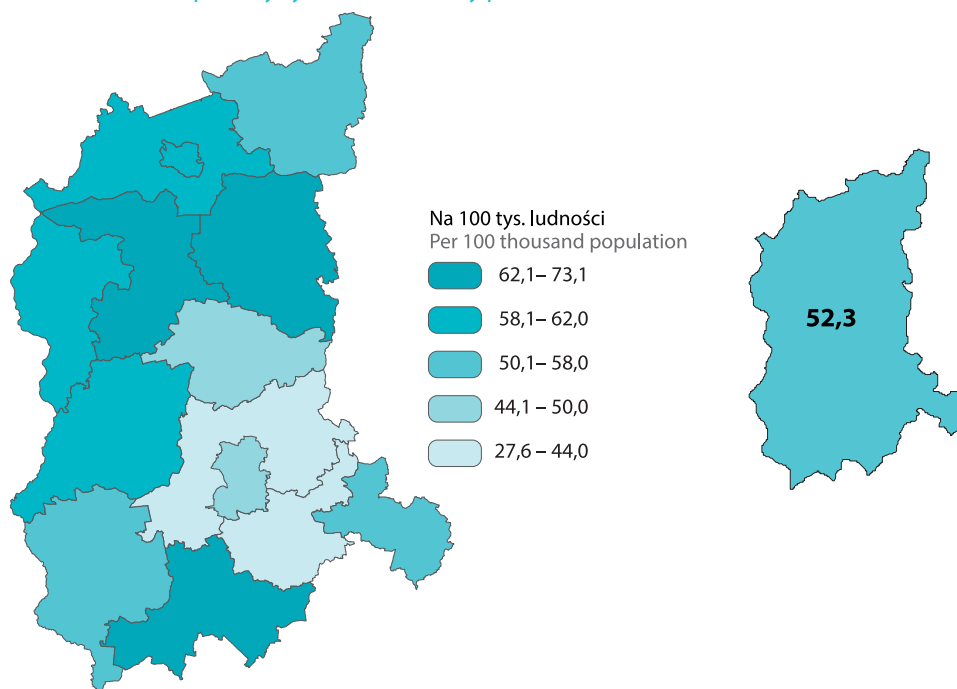 Na 100 tys. ludności
Per 100 thousand population
62,1 – 73,1
58,1 – 62,0
50,1 – 58,0
44,1 – 50,0
27,6 – 44,0
52,3